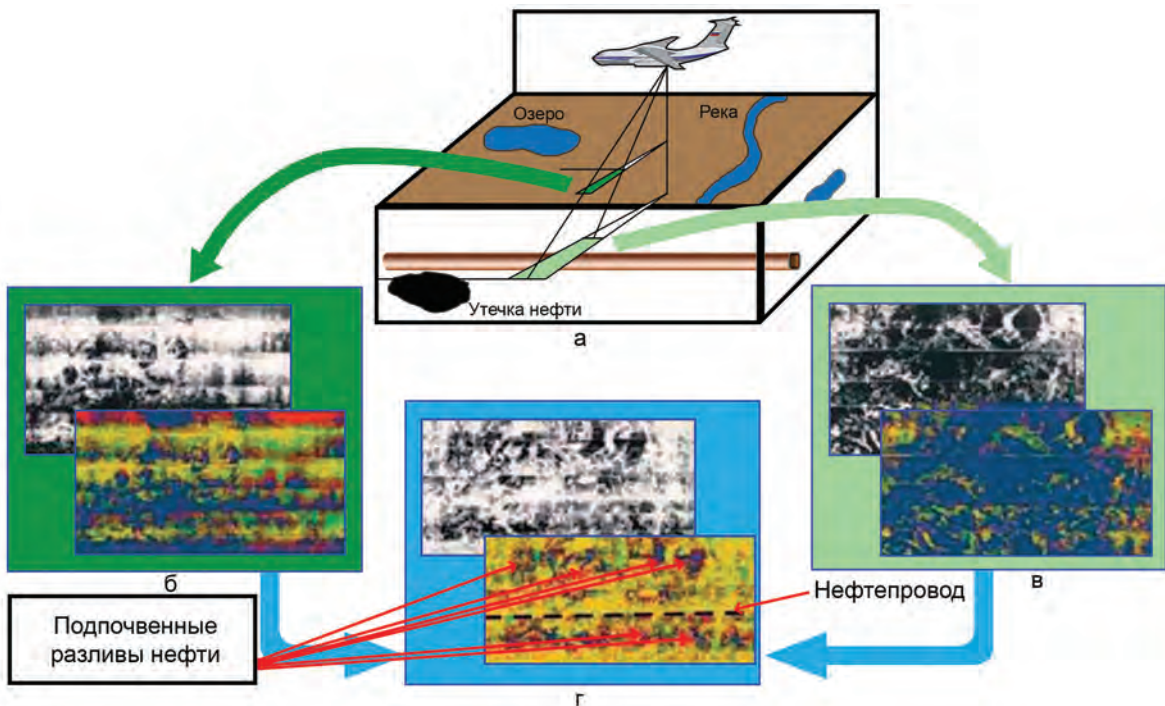 Озеро
Река
Утечка нефти
а
б
в
Нефтепровод
Подпочвенные
разливы нефти
г